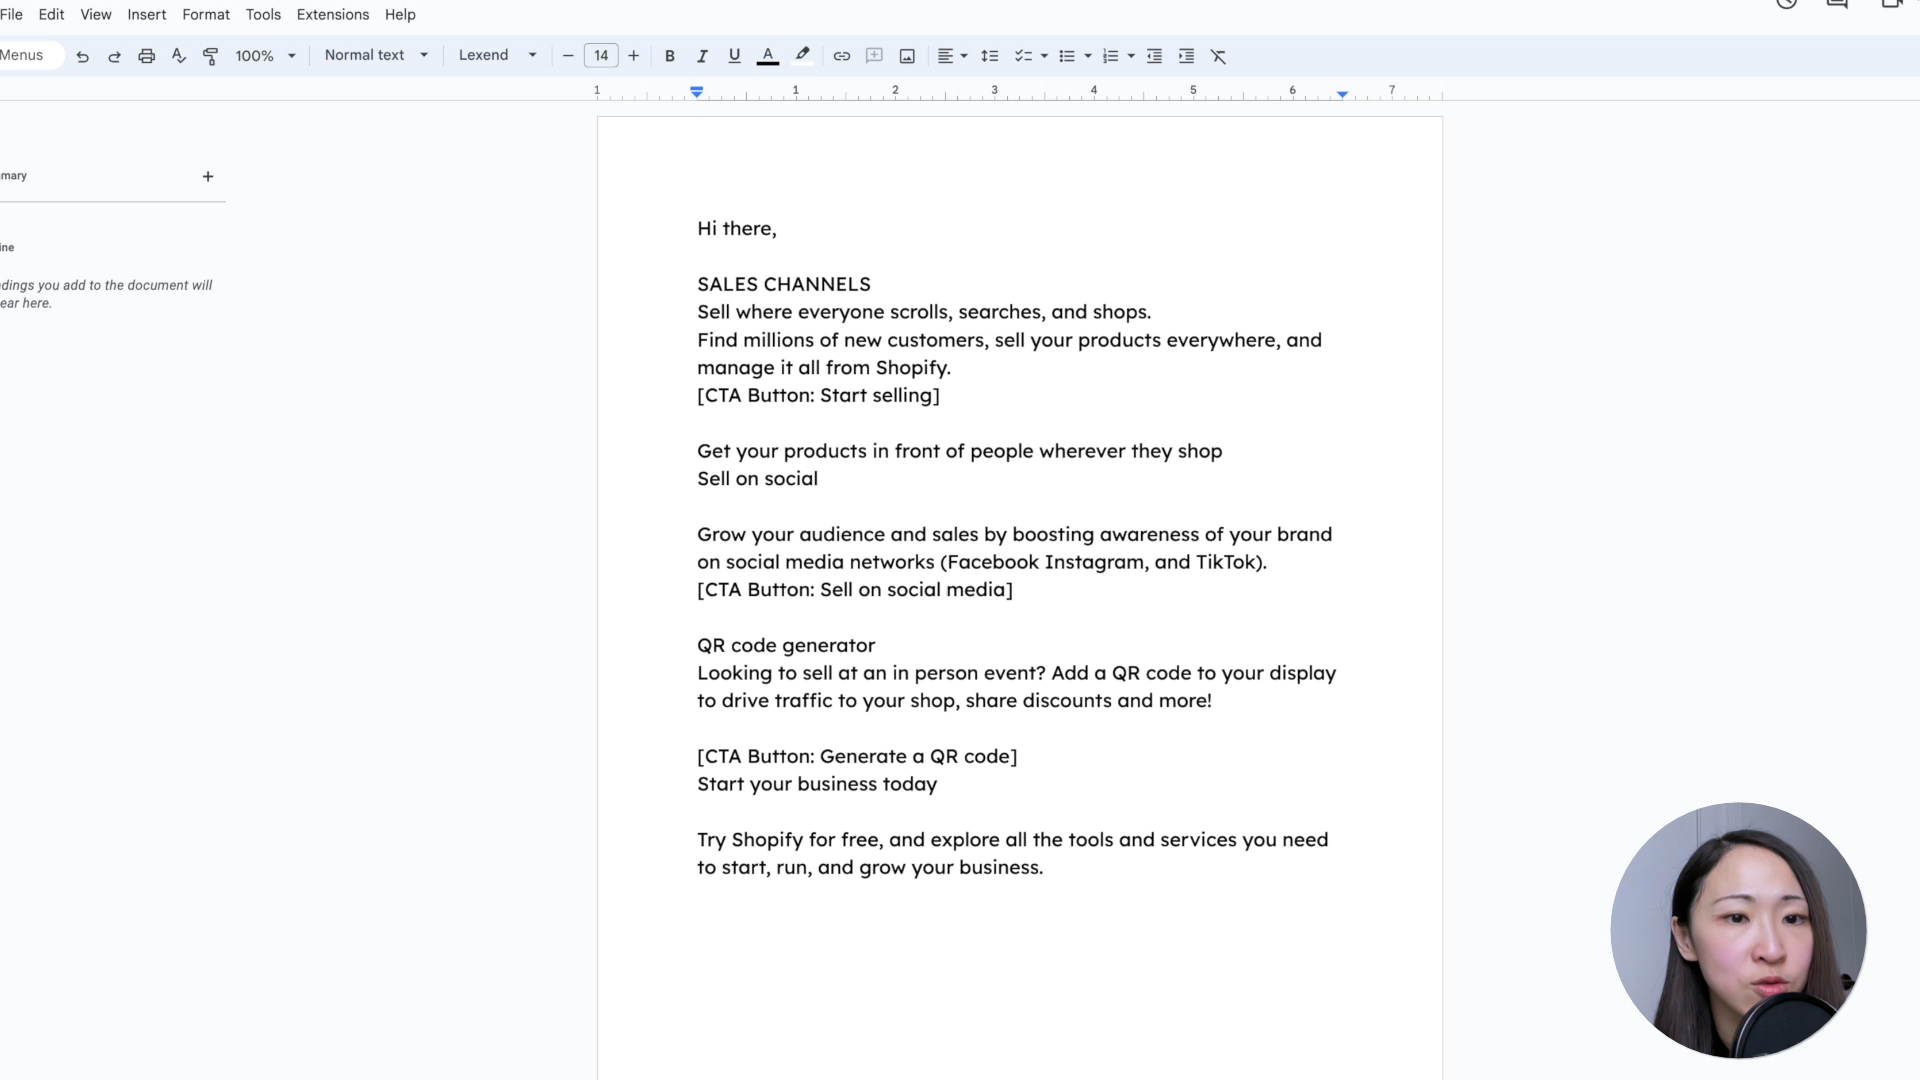 File Edit View Insert Format Tools Extensions Help
Menus 100% Normal text Lexend 14 B I U A
1 1 2 3 4 5 6 7
mary
ine
dings you add to the document will
ear here.
Hi there,
SALES CHANNELS
Sell where everyone scrolls, searches, and shops.
Find millions of new customers, sell your products everywhere, and
manage it all from Shopify.
[CTA Button: Start selling]
Get your products in front of people wherever they shop
Sell on social
Grow your audience and sales by boosting awareness of your brand
on social media networks (Facebook Instagram, and TikTok).
[CTA Button: Sell on social media]
QR code generator
Looking to sell at an in person event? Add a QR code to your display
to drive traffic to your shop, share discounts and more!
[CTA Button: Generate a QR code]
Start your business today
Try Shopify for free, and explore all the tools and services you need
to start, run, and grow your business.